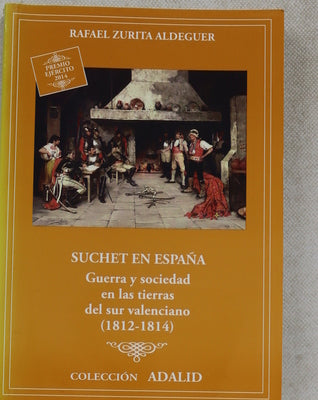 RAFAEL ZURITA ALDEGUER
PREMIO
EJÉRCITO
2014
SUCHET EN ESPAÑA
Guerra y sociedad
en las tierras
del sur valenciano
(1812-1814)
COLECCIÓN ADALID